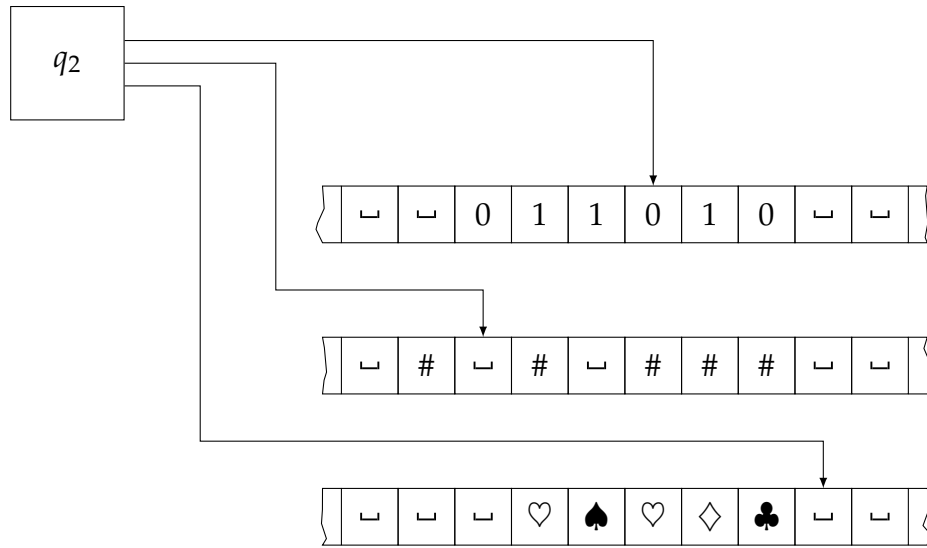 q₂
␣ ␣ 0 1 1 0 1 0 ␣ ␣
␣ # ␣ # ␣ # # # ␣ ␣
␣ ␣ ␣ ♡ ♠ ♡ ♢ ♣ ␣ ␣